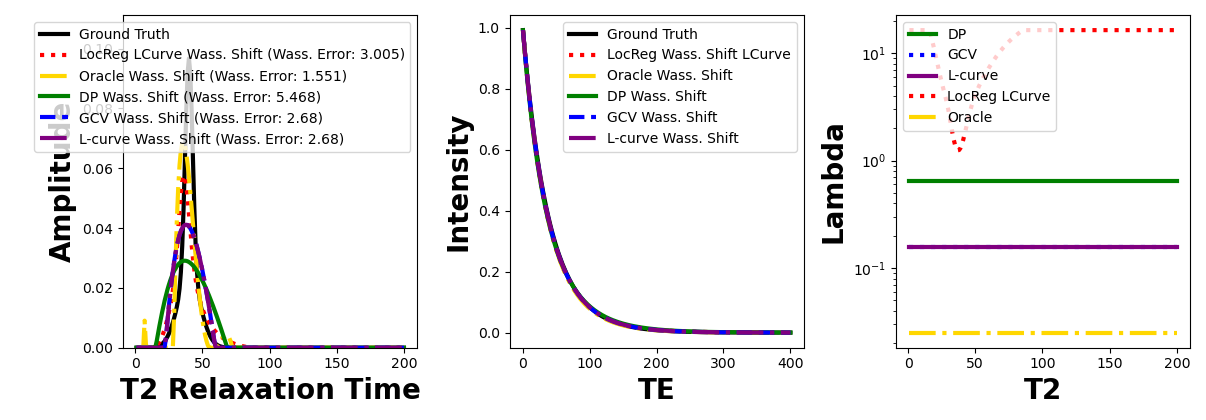 Amplitude
0.10
0.08
0.06
0.04
0.02
0.00
Ground Truth
LocReg LCurve Wass. Shift (Wass. Error: 3.005)
Oracle Wass. Shift (Wass. Error: 1.551)
DP Wass. Shift (Wass. Error: 5.468)
GCV Wass. Shift (Wass. Error: 2.68)
L-curve Wass. Shift (Wass. Error: 2.68)
0 50 100 150 200
T2 Relaxation Time
Intensity
1.0
0.8
0.6
0.4
0.2
0.0
Ground Truth
LocReg Wass. Shift LCurve
Oracle Wass. Shift
DP Wass. Shift
GCV Wass. Shift
L-curve Wass. Shift
0 100 200 300 400
TE
Lambda
10¹
10⁰
10⁻¹
DP
GCV
L-curve
LocReg LCurve
Oracle
0 50 100 150 200
T2